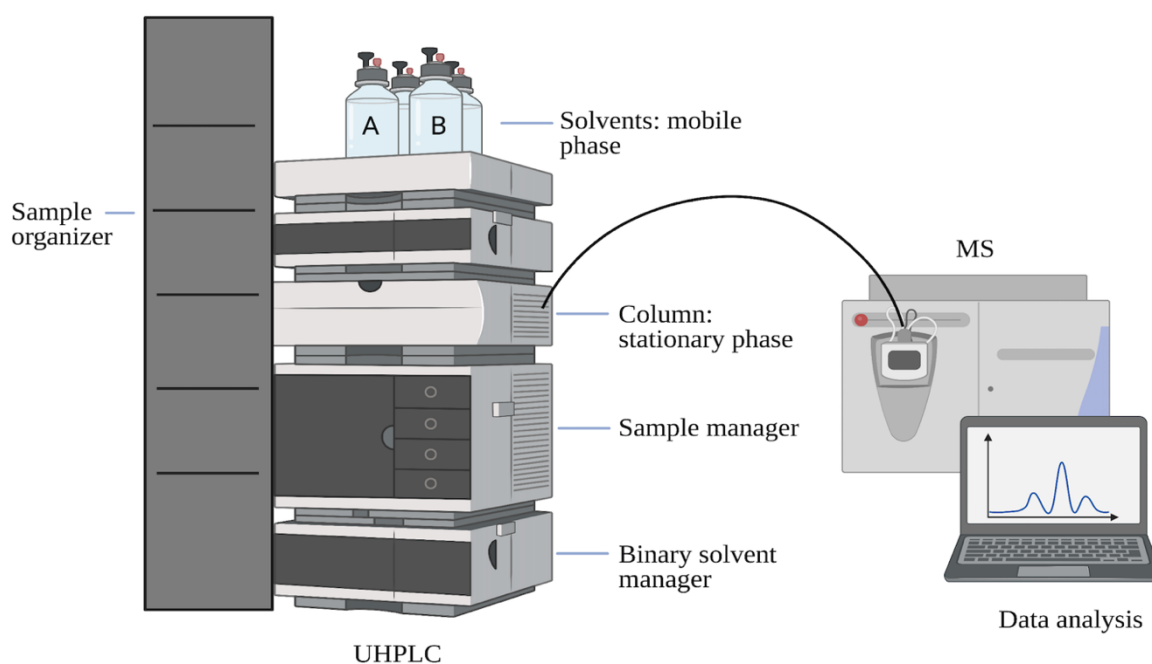 A
B
Solvents: mobile
phase
Sample
organizer
MS
Column:
stationary phase
Sample manager
Binary solvent
manager
Data analysis
UHPLC